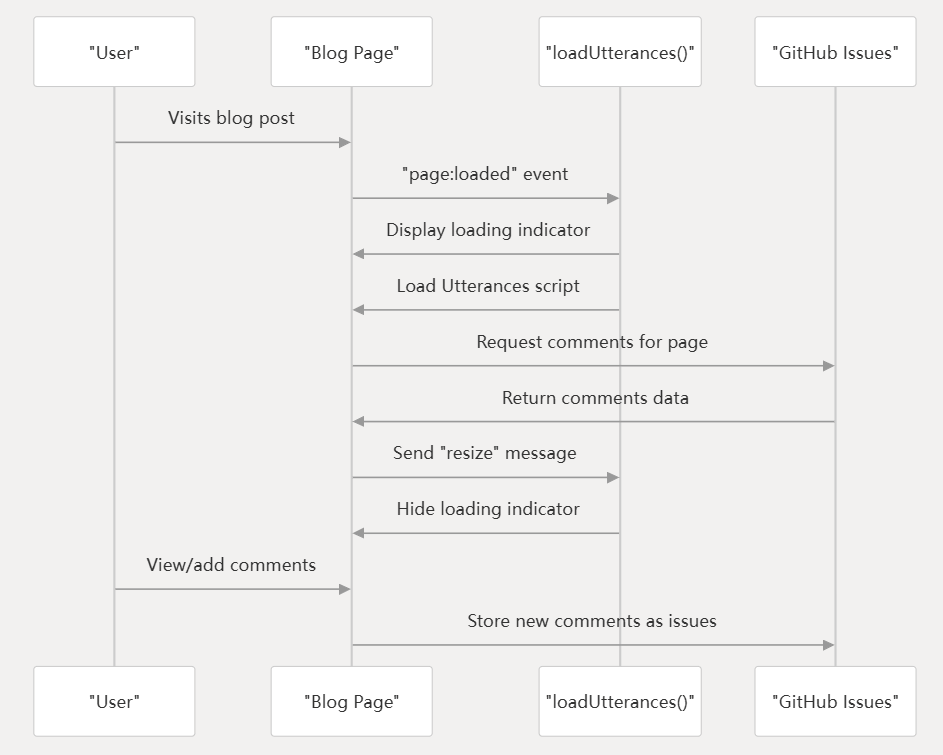 "User"
"Blog Page"
"loadUtterances()"
"GitHub Issues"
Visits blog post
"page:loaded" event
Display loading indicator
Load Utterances script
Request comments for page
Return comments data
Send "resize" message
Hide loading indicator
View/add comments
Store new comments as issues
"User"
"Blog Page"
"loadUtterances()"
"GitHub Issues"